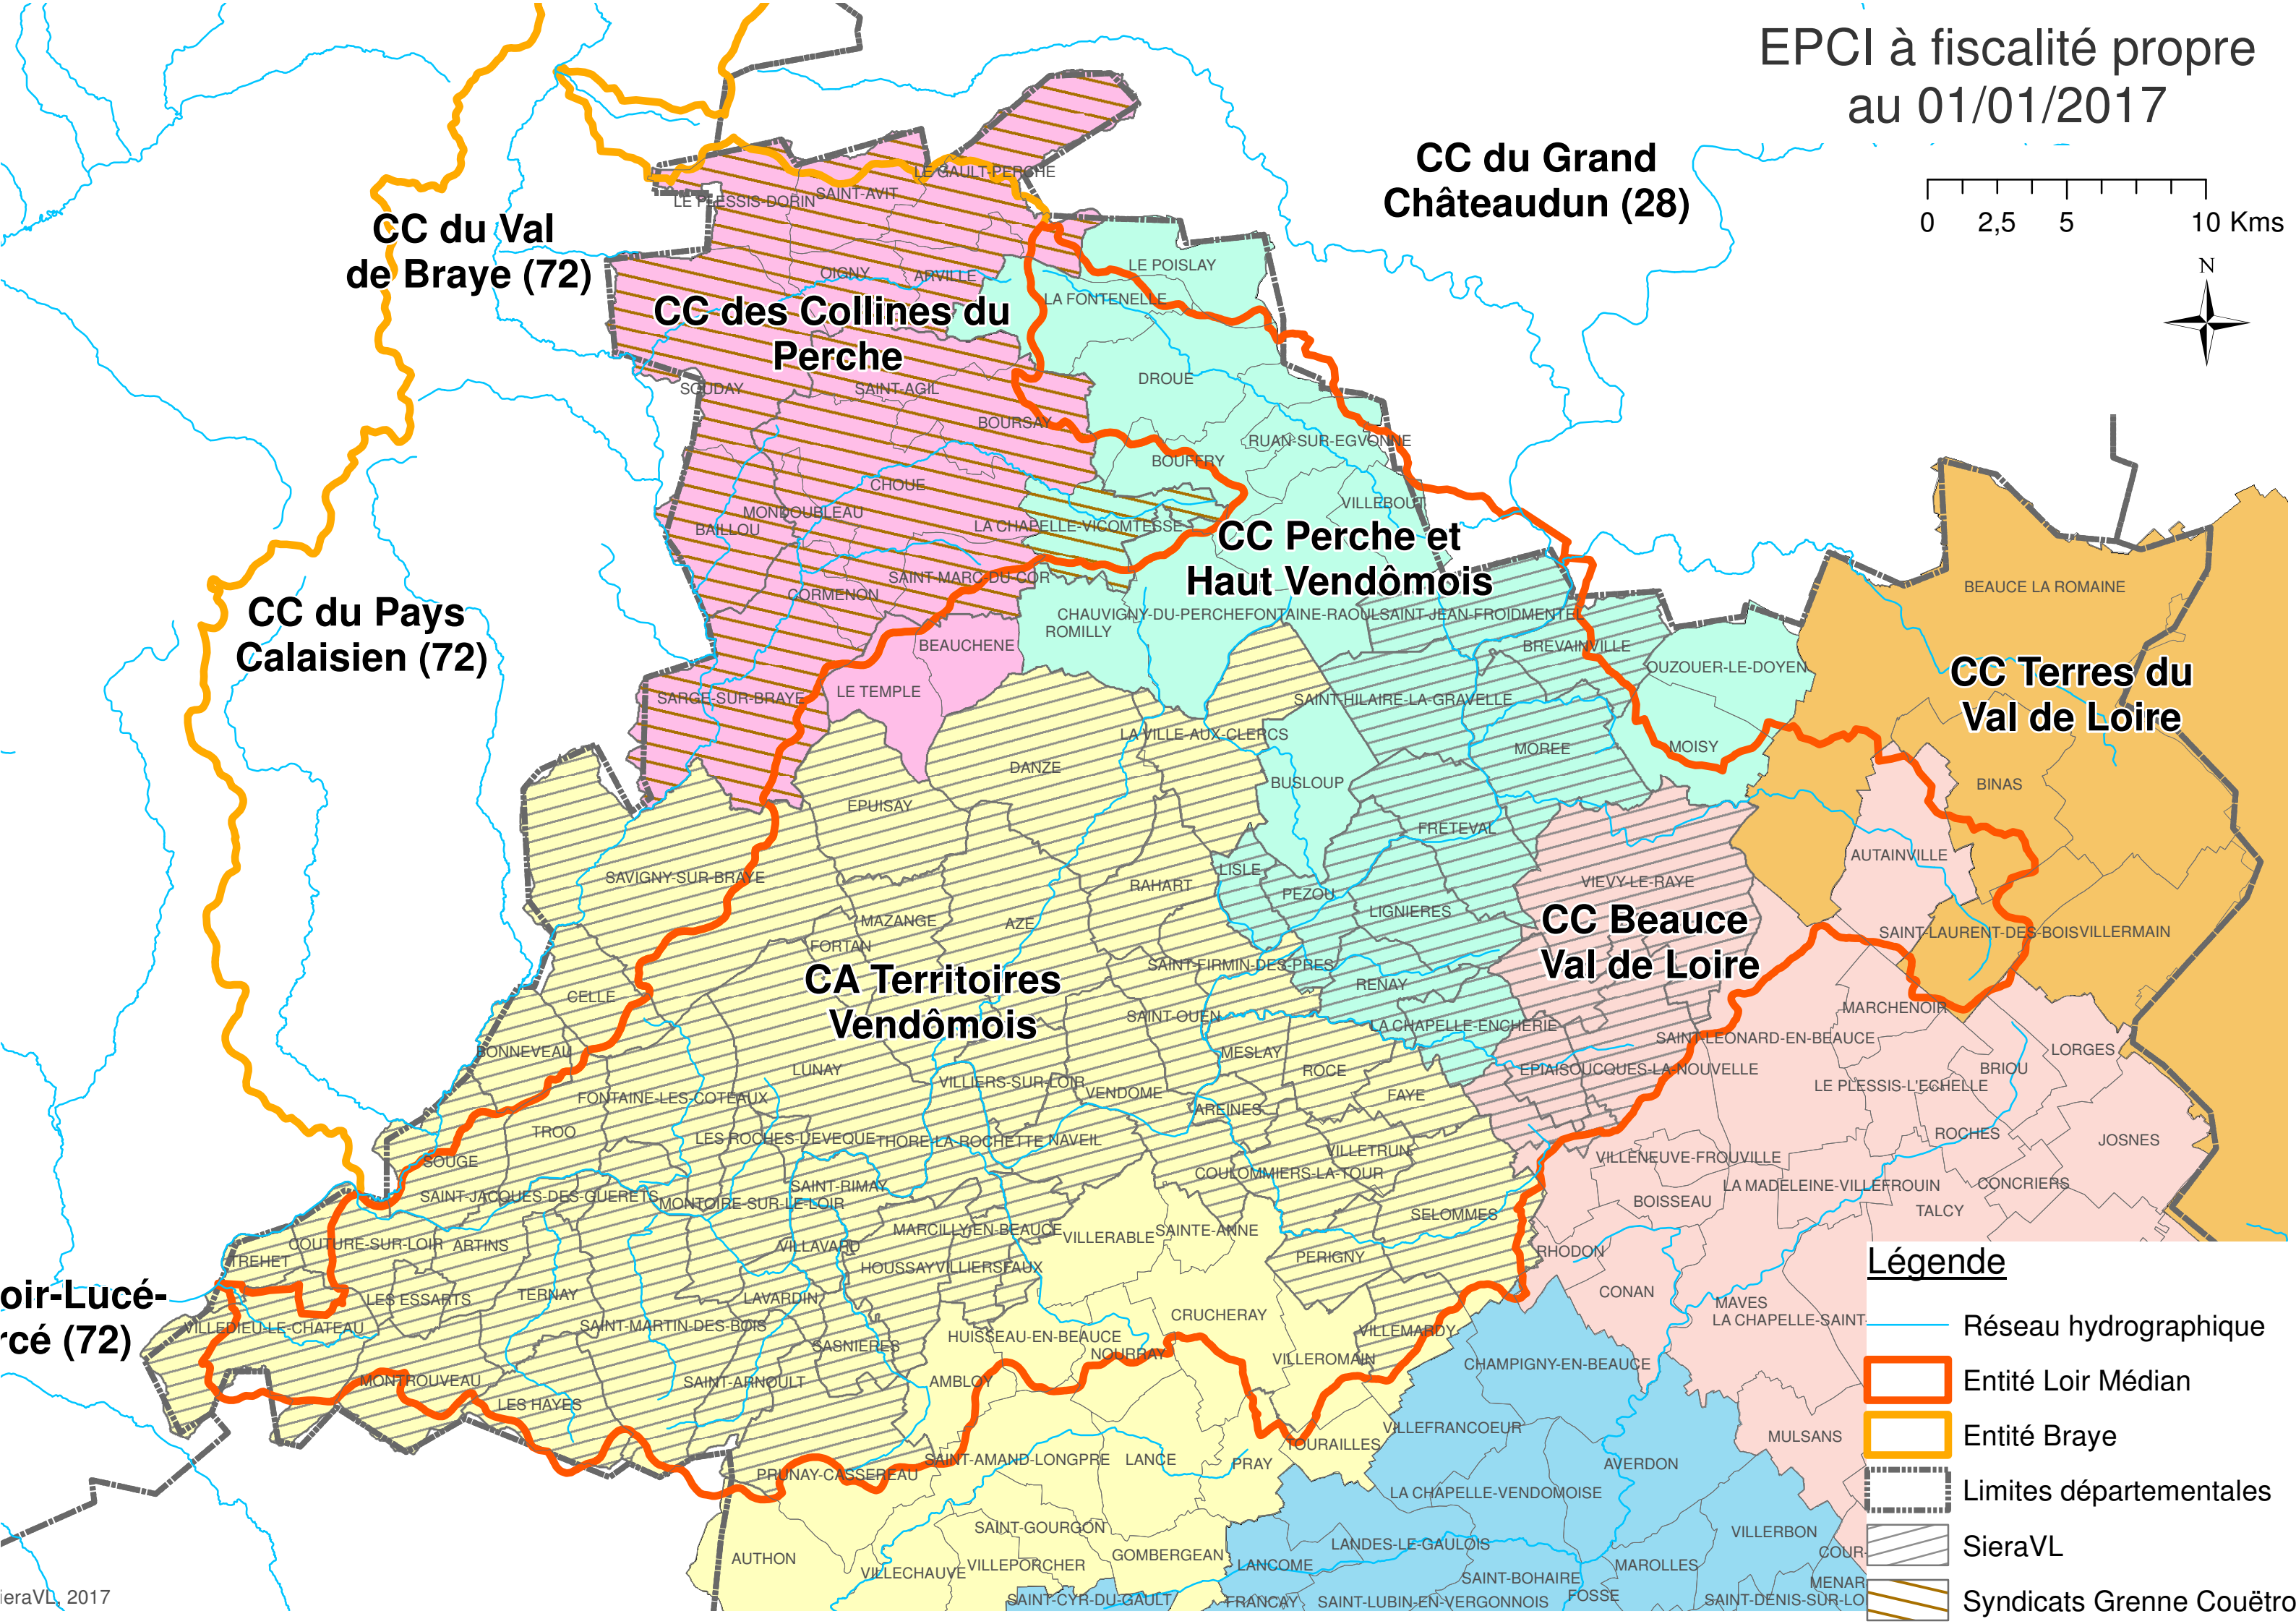 EPCI à fiscalité propre
au 01/01/2017
0 2,5 5 10 Kms
N
CC du Grand
Châteaudun (28)
CC du Val
de Braye (72)
CC des Collines du
Perche
CC Perche et
Haut Vendômois
CC du Pays
Calaisien (72)
CC Terres du
Val de Loire
CC Beauce
Val de Loire
CA Territoires
Vendômois
oir-Lucé-
rcé (72)
LE GAULT-PERCHE
SAINT-AVIT
LE PLESSIS-DORIN
OIGNY
ARVILLE
LE POISLAY
LA FONTENELLE
DROUE
SOUDAY
SAINT-AGIL
BOURSAY
RUAN-SUR-EGVONNE
BOUFFRY
CHOUE
VILLEBOUT
MONDOUBLEAU
BAILLOU
LA CHAPELLE-VICOMTESSE
SAINT-MARC-DU-COR
CORMENON
CHAUVIGNY-DU-PERCHE
FONTAINE-RAOUL
SAINT-JEAN-FROIDMENTEL
ROMILLY
BEAUCHENE
BREVAINVILLE
BEAUCE LA ROMAINE
OUZOUER-LE-DOYEN
LE TEMPLE
SARGE-SUR-BRAYE
SAINT-HILAIRE-LA-GRAVELLE
LA VILLE-AUX-CLERCS
MOREE
MOISY
DANZE
BUSLOUP
BINAS
EPUISAY
FRETEVAL
AUTAINVILLE
LISLE
SAVIGNY-SUR-BRAYE
RAHART
PEZOU
VIEVY-LE-RAYE
LIGNIERES
MAZANGE
AZE
FORTAN
SAINT-LAURENT-DES-BOIS
VILLERMAIN
SAINT-FIRMIN-DES-PRES
RENAY
CELLE
MARCHENOIR
SAINT-OUEN
LA CHAPELLE-ENCHERIE
SAINT-LEONARD-EN-BEAUCE
BONNEVEAU
MESLAY
LORGES
LUNAY
ROCE
EPIAIS
OUCQUES-LA-NOUVELLE
BRIOU
VILLIERS-SUR-LOIR
VENDOME
FAYE
LE PLESSIS-L'ECHELLE
FONTAINE-LES-COTEAUX
AREINES
TROO
LES ROCHES-L'EVEQUE
THORE-LA-ROCHETTE
NAVEIL
ROCHES
JOSNES
SOUGE
VILLETRUN
VILLENEUVE-FROUVILLE
COULOMMIERS-LA-TOUR
SAINT-RIMAY
LA MADELEINE-VILLEFROUIN
CONCRIERS
SAINT-JACQUES-DES-GUERETS
MONTOIRE-SUR-LE-LOIR
BOISSEAU
TALCY
SELOMMES
MARCILLY-EN-BEAUCE
VILLERABLE
SAINTE-ANNE
COUTURE-SUR-LOIR
ARTINS
VILLAVARD
PERIGNY
RHODON
TREHET
HOUSSAY
VILLIERSFAUX
CONAN
LES ESSARTS
TERNAY
LAVARDIN
MAVES
VILLEDIEU-LE-CHATEAU
SAINT-MARTIN-DES-BOIS
CRUCHERAY
LA CHAPELLE-SAINT-
HUISSEAU-EN-BEAUCE
VILLEMARDY
SASNIERES
NOURRAY
VILLEROMAIN
CHAMPIGNY-EN-BEAUCE
MONTROUVEAU
SAINT-ARNOULT
AMBLOY
LES HAYES
VILLEFRANCOEUR
MULSANS
TOURAILLES
SAINT-AMAND-LONGPRE
LANCE
PRAY
AVERDON
PRUNAY-CASSEREAU
LA CHAPELLE-VENDOMOISE
SAINT-GOURGON
VILLERBON
LANDES-LE-GAULOIS
COUR-
AUTHON
VILLECHAUVE
VILLEPORCHER
GOMBERGEAN
LANCOME
MAROLLES
SAINT-BOHAIRE
MENAR
SAINT-CYR-DU-GAULT
FRANCAY
SAINT-LUBIN-EN-VERGONNOIS
FOSSE
SAINT-DENIS-SUR-LO
Légende
Réseau hydrographique
Entité Loir Médian
Entité Braye
Limites départementales
SieraVL
Syndicats Grenne Couëtro
ieraVL, 2017